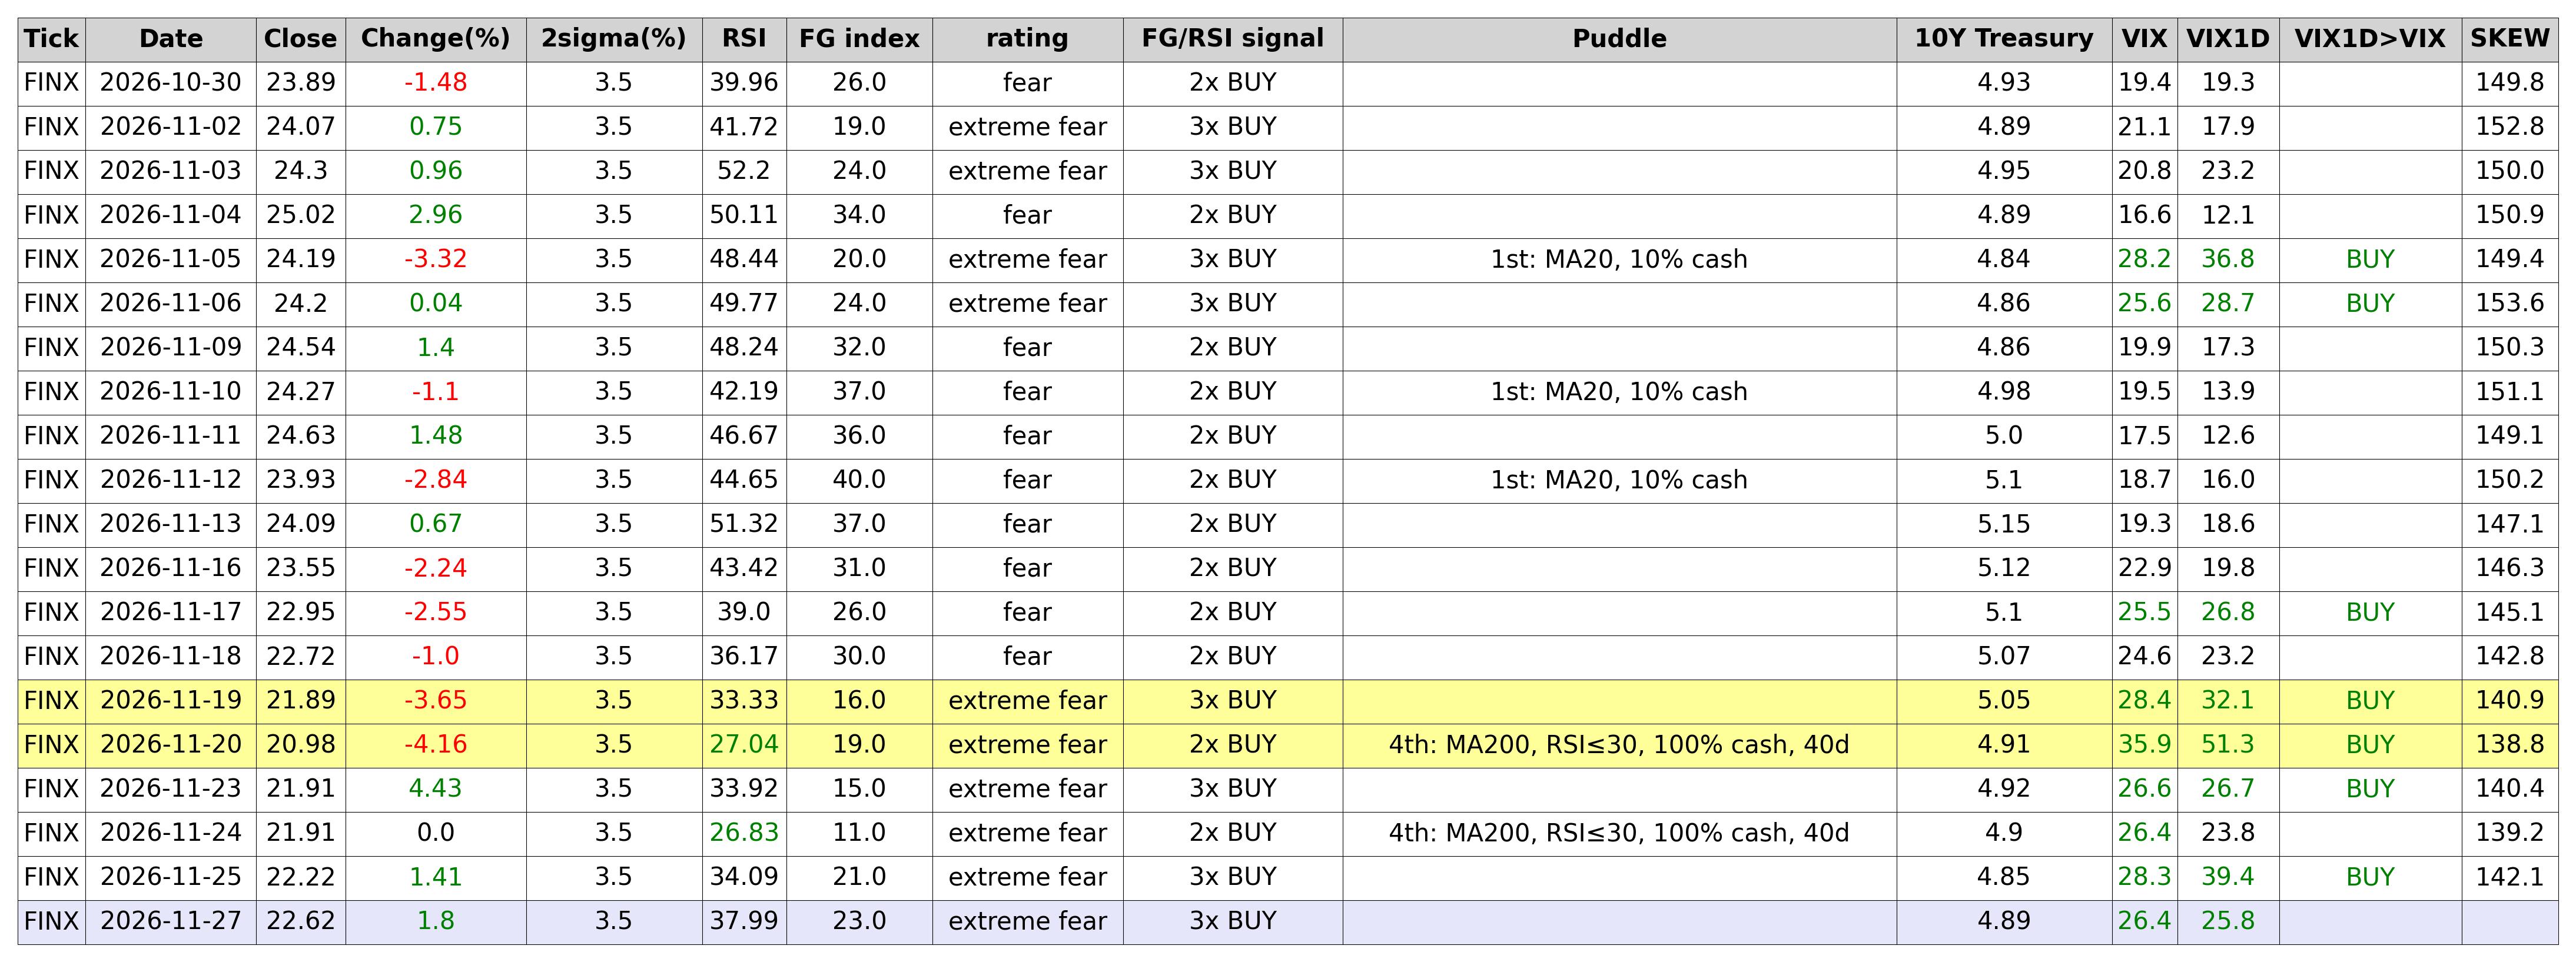 Tick Date Close Change(%) 2sigma(%) RSI FG index rating FG/RSI signal Puddle 10Y Treasury VIX VIX1D VIX1D>VIX SKEW
FINX 2026-10-30 23.89 -1.48 3.5 39.96 26.0 fear 2x BUY 4.93 19.4 19.3 149.8
FINX 2026-11-02 24.07 0.75 3.5 41.72 19.0 extreme fear 3x BUY 4.89 21.1 17.9 152.8
FINX 2026-11-03 24.3 0.96 3.5 52.2 24.0 extreme fear 3x BUY 4.95 20.8 23.2 150.0
FINX 2026-11-04 25.02 2.96 3.5 50.11 34.0 fear 2x BUY 4.89 16.6 12.1 150.9
FINX 2026-11-05 24.19 -3.32 3.5 48.44 20.0 extreme fear 3x BUY 1st: MA20, 10% cash 4.84 28.2 36.8 BUY 149.4
FINX 2026-11-06 24.2 0.04 3.5 49.77 24.0 extreme fear 3x BUY 4.86 25.6 28.7 BUY 153.6
FINX 2026-11-09 24.54 1.4 3.5 48.24 32.0 fear 2x BUY 4.86 19.9 17.3 150.3
FINX 2026-11-10 24.27 -1.1 3.5 42.19 37.0 fear 2x BUY 1st: MA20, 10% cash 4.98 19.5 13.9 151.1
FINX 2026-11-11 24.63 1.48 3.5 46.67 36.0 fear 2x BUY 5.0 17.5 12.6 149.1
FINX 2026-11-12 23.93 -2.84 3.5 44.65 40.0 fear 2x BUY 1st: MA20, 10% cash 5.1 18.7 16.0 150.2
FINX 2026-11-13 24.09 0.67 3.5 51.32 37.0 fear 2x BUY 5.15 19.3 18.6 147.1
FINX 2026-11-16 23.55 -2.24 3.5 43.42 31.0 fear 2x BUY 5.12 22.9 19.8 146.3
FINX 2026-11-17 22.95 -2.55 3.5 39.0 26.0 fear 2x BUY 5.1 25.5 26.8 BUY 145.1
FINX 2026-11-18 22.72 -1.0 3.5 36.17 30.0 fear 2x BUY 5.07 24.6 23.2 142.8
FINX 2026-11-19 21.89 -3.65 3.5 33.33 16.0 extreme fear 3x BUY 5.05 28.4 32.1 BUY 140.9
FINX 2026-11-20 20.98 -4.16 3.5 27.04 19.0 extreme fear 2x BUY 4th: MA200, RSI≤30, 100% cash, 40d 4.91 35.9 51.3 BUY 138.8
FINX 2026-11-23 21.91 4.43 3.5 33.92 15.0 extreme fear 3x BUY 4.92 26.6 26.7 BUY 140.4
FINX 2026-11-24 21.91 0.0 3.5 26.83 11.0 extreme fear 2x BUY 4th: MA200, RSI≤30, 100% cash, 40d 4.9 26.4 23.8 139.2
FINX 2026-11-25 22.22 1.41 3.5 34.09 21.0 extreme fear 3x BUY 4.85 28.3 39.4 BUY 142.1
FINX 2026-11-27 22.62 1.8 3.5 37.99 23.0 extreme fear 3x BUY 4.89 26.4 25.8